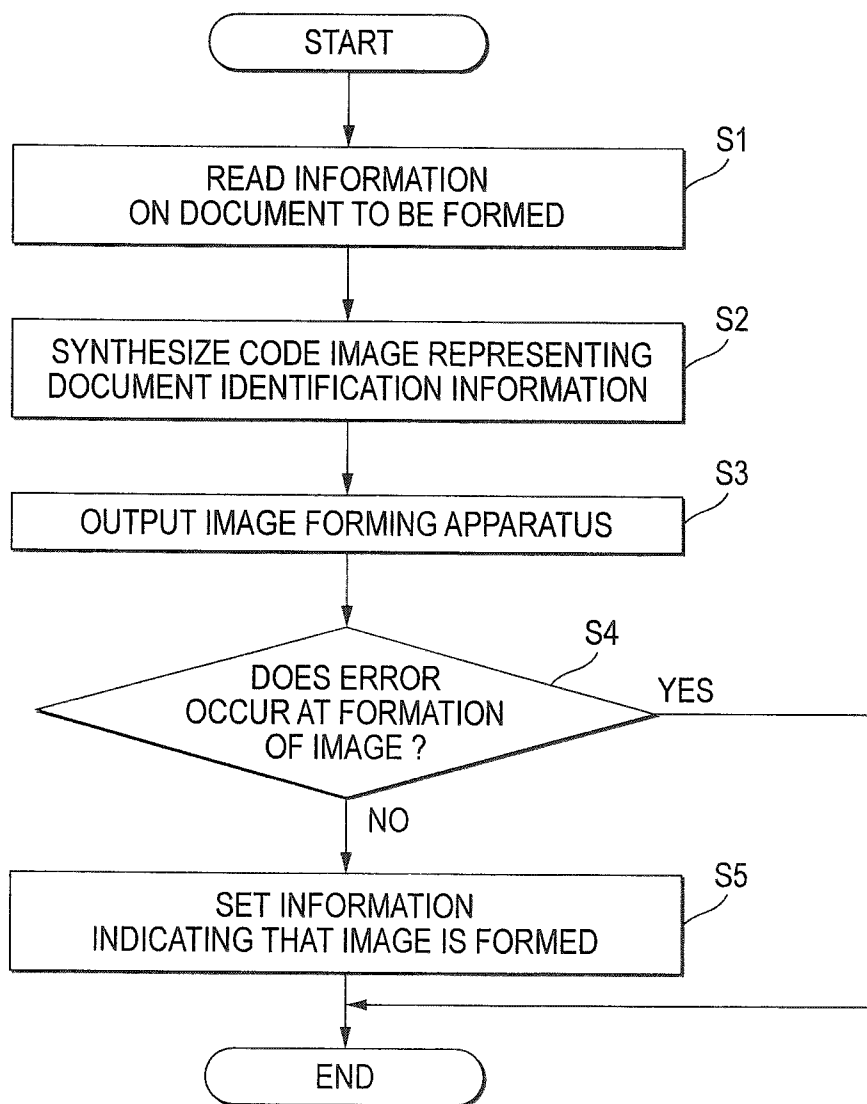 START
S1
READ INFORMATION
ON DOCUMENT TO BE FORMED
S2
SYNTHESIZE CODE IMAGE REPRESENTING
DOCUMENT IDENTIFICATION INFORMATION
S3
OUTPUT IMAGE FORMING APPARATUS
S4
DOES ERROR
OCCUR AT FORMATION
OF IMAGE ?
YES
NO
S5
SET INFORMATION
INDICATING THAT IMAGE IS FORMED
END